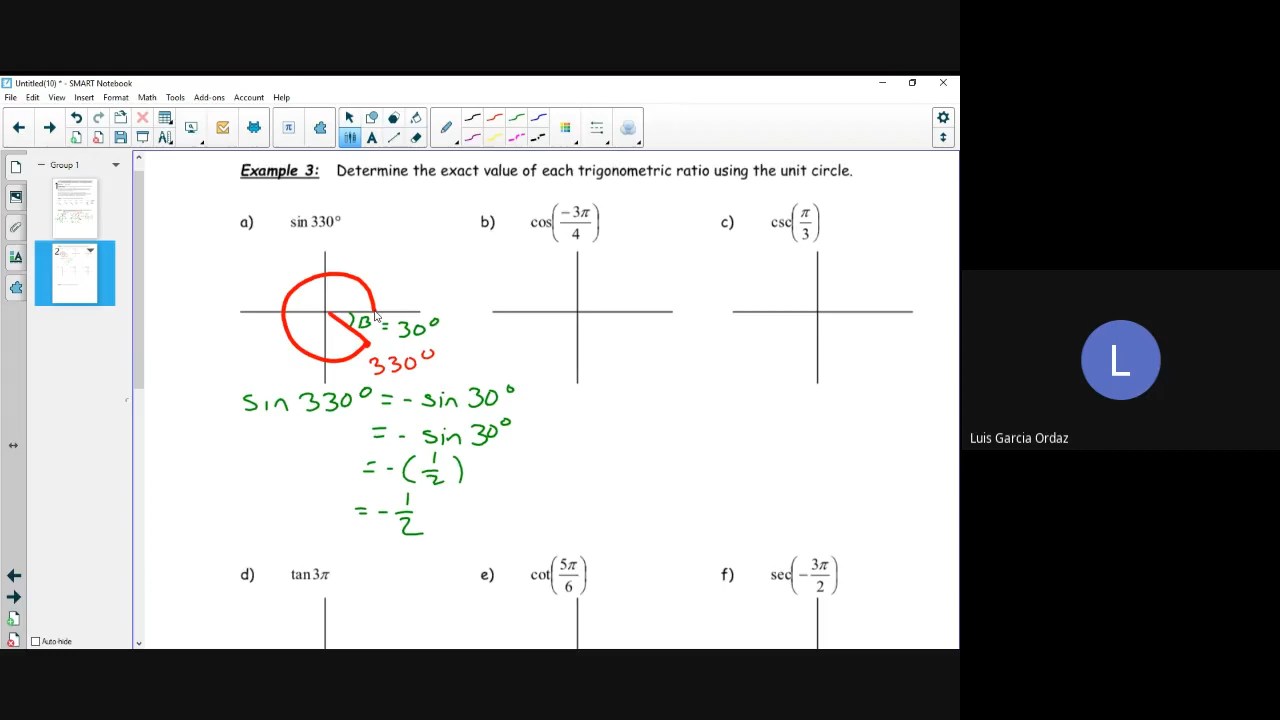 Untitled(10) * - SMART Notebook
File Edit View Insert Format Math Tools Add-ons Account Help
Group 1
2
Example 3: Determine the exact value of each trigonometric ratio using the unit circle.
a) sin 330°
b) cos(-3π/4)
c) csc(π/3)
B = 30°
330°
sin 330° = - sin 30°
= - sin 30°
= - (1/2)
= - 1/2
d) tan 3π
e) cot(5π/6)
f) sec(-3π/2)
Auto-hide
L
Luis Garcia Ordaz